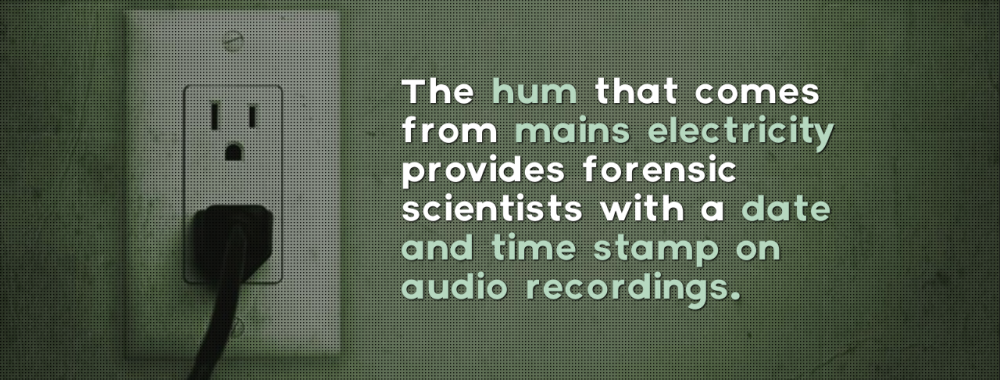 The hum that comes
from mains electricity
provides forensic
scientists with a date
and time stamp on
audio recordings.